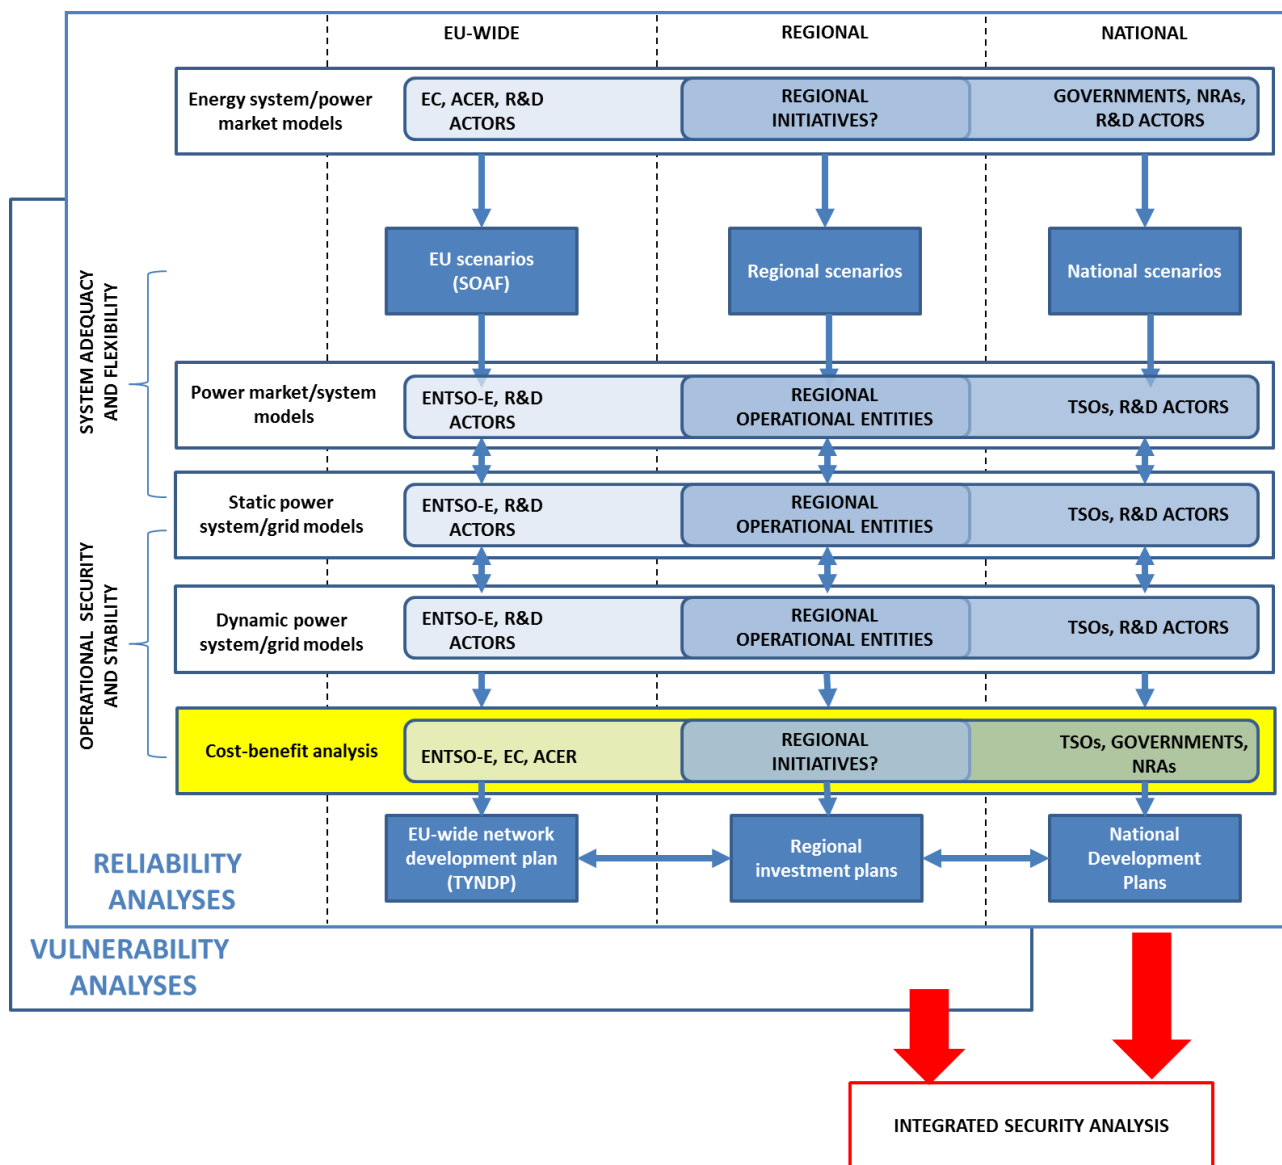 EU-WIDE
REGIONAL
NATIONAL
Energy system/power
market models
EC, ACER, R&D
ACTORS
REGIONAL
INITIATIVES?
GOVERNMENTS, NRAs,
R&D ACTORS
EU scenarios
(SOAF)
Regional scenarios
National scenarios
SYSTEM ADEQUACY
AND FLEXIBILITY
Power market/system
models
ENTSO-E, R&D
ACTORS
REGIONAL
OPERATIONAL ENTITIES
TSOs, R&D ACTORS
Static power
system/grid models
ENTSO-E, R&D
ACTORS
REGIONAL
OPERATIONAL ENTITIES
TSOs, R&D ACTORS
OPERATIONAL SECURITY
AND STABILITY
Dynamic power
system/grid models
ENTSO-E, R&D
ACTORS
REGIONAL
OPERATIONAL ENTITIES
TSOs, R&D ACTORS
Cost-benefit analysis
ENTSO-E, EC, ACER
REGIONAL
INITIATIVES?
TSOs, GOVERNMENTS,
NRAs
EU-wide network
development plan
(TYNDP)
Regional
investment plans
National
Development
Plans
RELIABILITY
ANALYSES
VULNERABILITY
ANALYSES
INTEGRATED SECURITY ANALYSIS